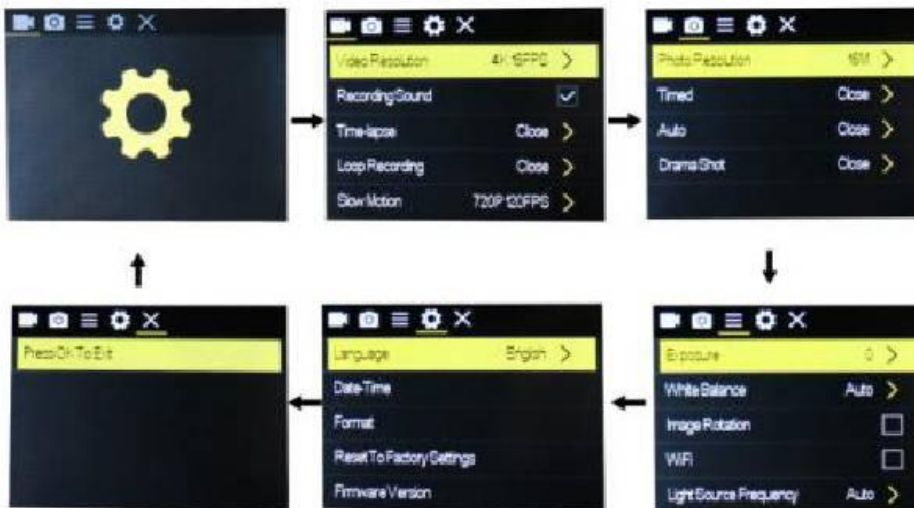 Video Resolution 4K 15FPS >
Recording Sound
Time-lapse Close >
Loop Recording Close >
Slow Motion 720P 120FPS >
Photo Resolution 16M >
Timed Close >
Auto Close >
Drama Shot Close >
Exposure 0 >
White Balance Auto >
Image Rotation
WiFi
Light Source Frequency Auto >
Language English >
Date-Time
Format
Reset To Factory Settings
Firmware Version
Press OK To Exit